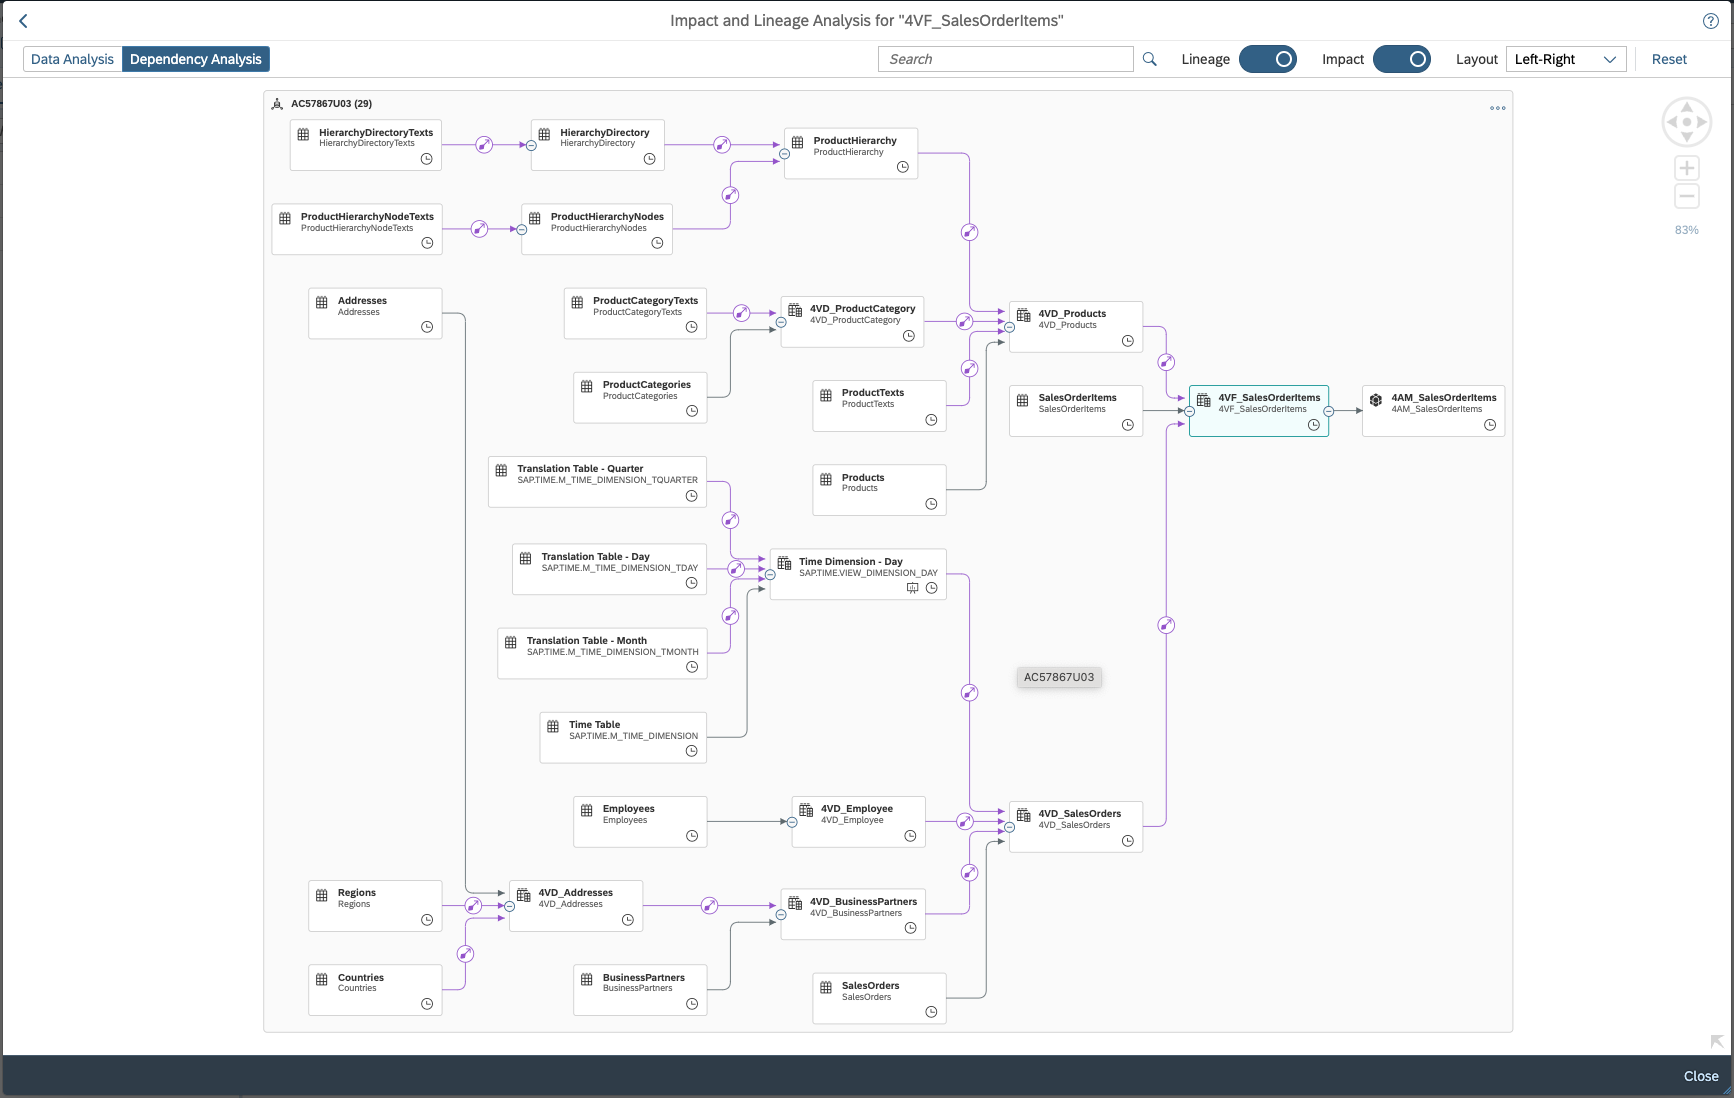 Impact and Lineage Analysis for "4VF_SalesOrderItems"
Data Analysis
Dependency Analysis
Search
Lineage
Impact
Layout
Left-Right
Reset
AC57867U03 (29)
HierarchyDirectoryTexts
HierarchyDirectoryTexts
HierarchyDirectory
HierarchyDirectory
ProductHierarchy
ProductHierarchy
ProductHierarchyNodeTexts
ProductHierarchyNodeTexts
ProductHierarchyNodes
ProductHierarchyNodes
83%
Addresses
Addresses
ProductCategoryTexts
ProductCategoryTexts
4VD_ProductCategory
4VD_ProductCategory
4VD_Products
4VD_Products
ProductCategories
ProductCategories
ProductTexts
ProductTexts
SalesOrderItems
SalesOrderItems
4VF_SalesOrderItems
4VF_SalesOrderItems
4AM_SalesOrderItems
4AM_SalesOrderItems
Translation Table - Quarter
SAP.TIME.M_TIME_DIMENSION_TQUARTER
Products
Products
Translation Table - Day
SAP.TIME.M_TIME_DIMENSION_TDAY
Time Dimension - Day
SAP.TIME.VIEW_DIMENSION_DAY
Translation Table - Month
SAP.TIME.M_TIME_DIMENSION_TMONTH
AC57867U03
Time Table
SAP.TIME.M_TIME_DIMENSION
Employees
Employees
4VD_Employee
4VD_Employee
4VD_SalesOrders
4VD_SalesOrders
Regions
Regions
4VD_Addresses
4VD_Addresses
4VD_BusinessPartners
4VD_BusinessPartners
Countries
Countries
BusinessPartners
BusinessPartners
SalesOrders
SalesOrders
Close